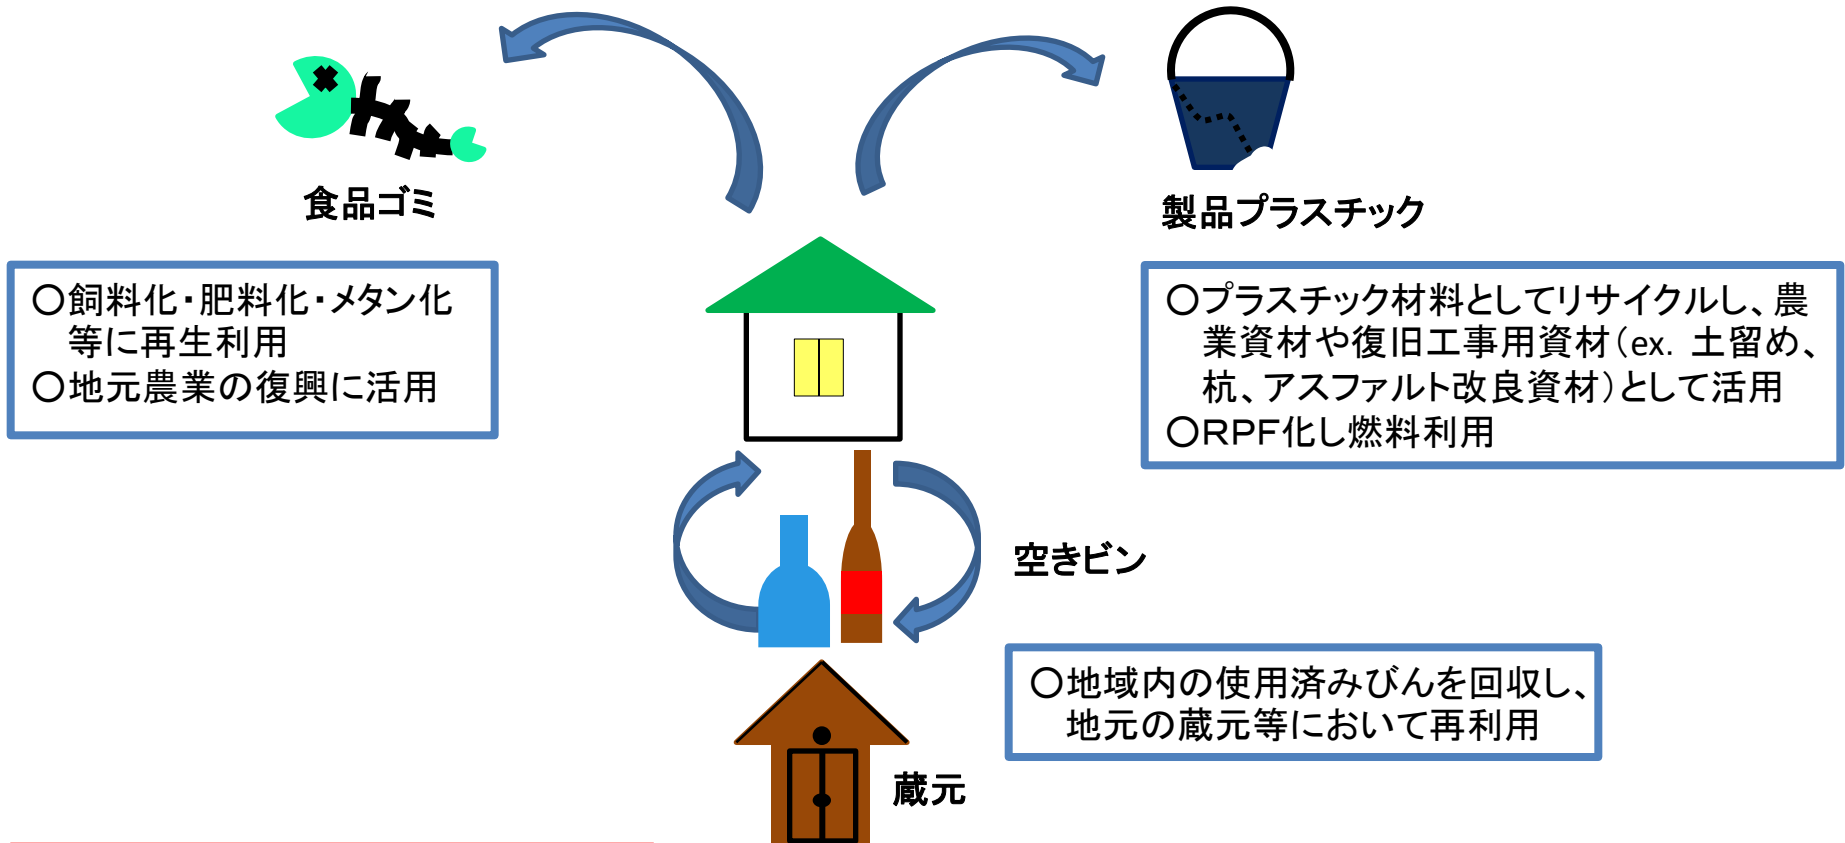 食品ゴミ
製品プラスチック
○飼料化・肥料化・メタン化
等に再生利用
○地元農業の復興に活用
○プラスチック材料としてリサイクルし、農
業資材や復旧工事用資材（ex. 土留め、
杭、アスファルト改良資材）として活用
○RPF化し燃料利用
空きビン
○地域内の使用済みびんを回収し、
地元の蔵元等において再利用
蔵元